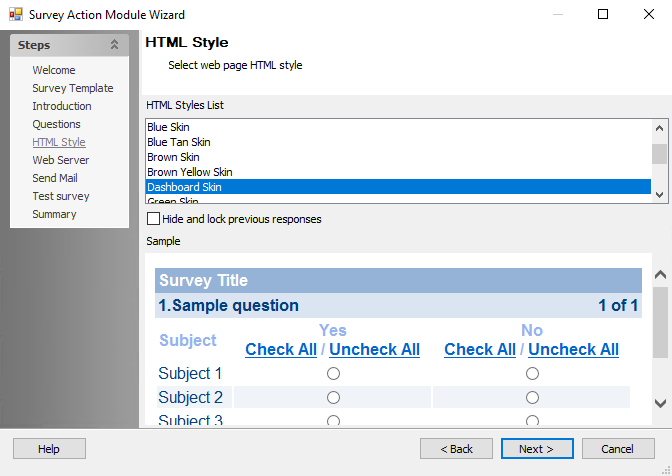 Survey Action Module Wizard
Steps
Welcome
Survey Template
Introduction
Questions
HTML Style
Web Server
Send Mail
Test survey
Summary
HTML Style
Select web page HTML style
HTML Styles List
Blue Skin
Blue Tan Skin
Brown Skin
Brown Yellow Skin
Dashboard Skin
Green Skin
Hide and lock previous responses
Sample
Survey Title
1.Sample question 1 of 1
Subject Yes No
Check All / Uncheck All Check All / Uncheck All
Subject 1
Subject 2
Subject 3
Help < Back Next > Cancel